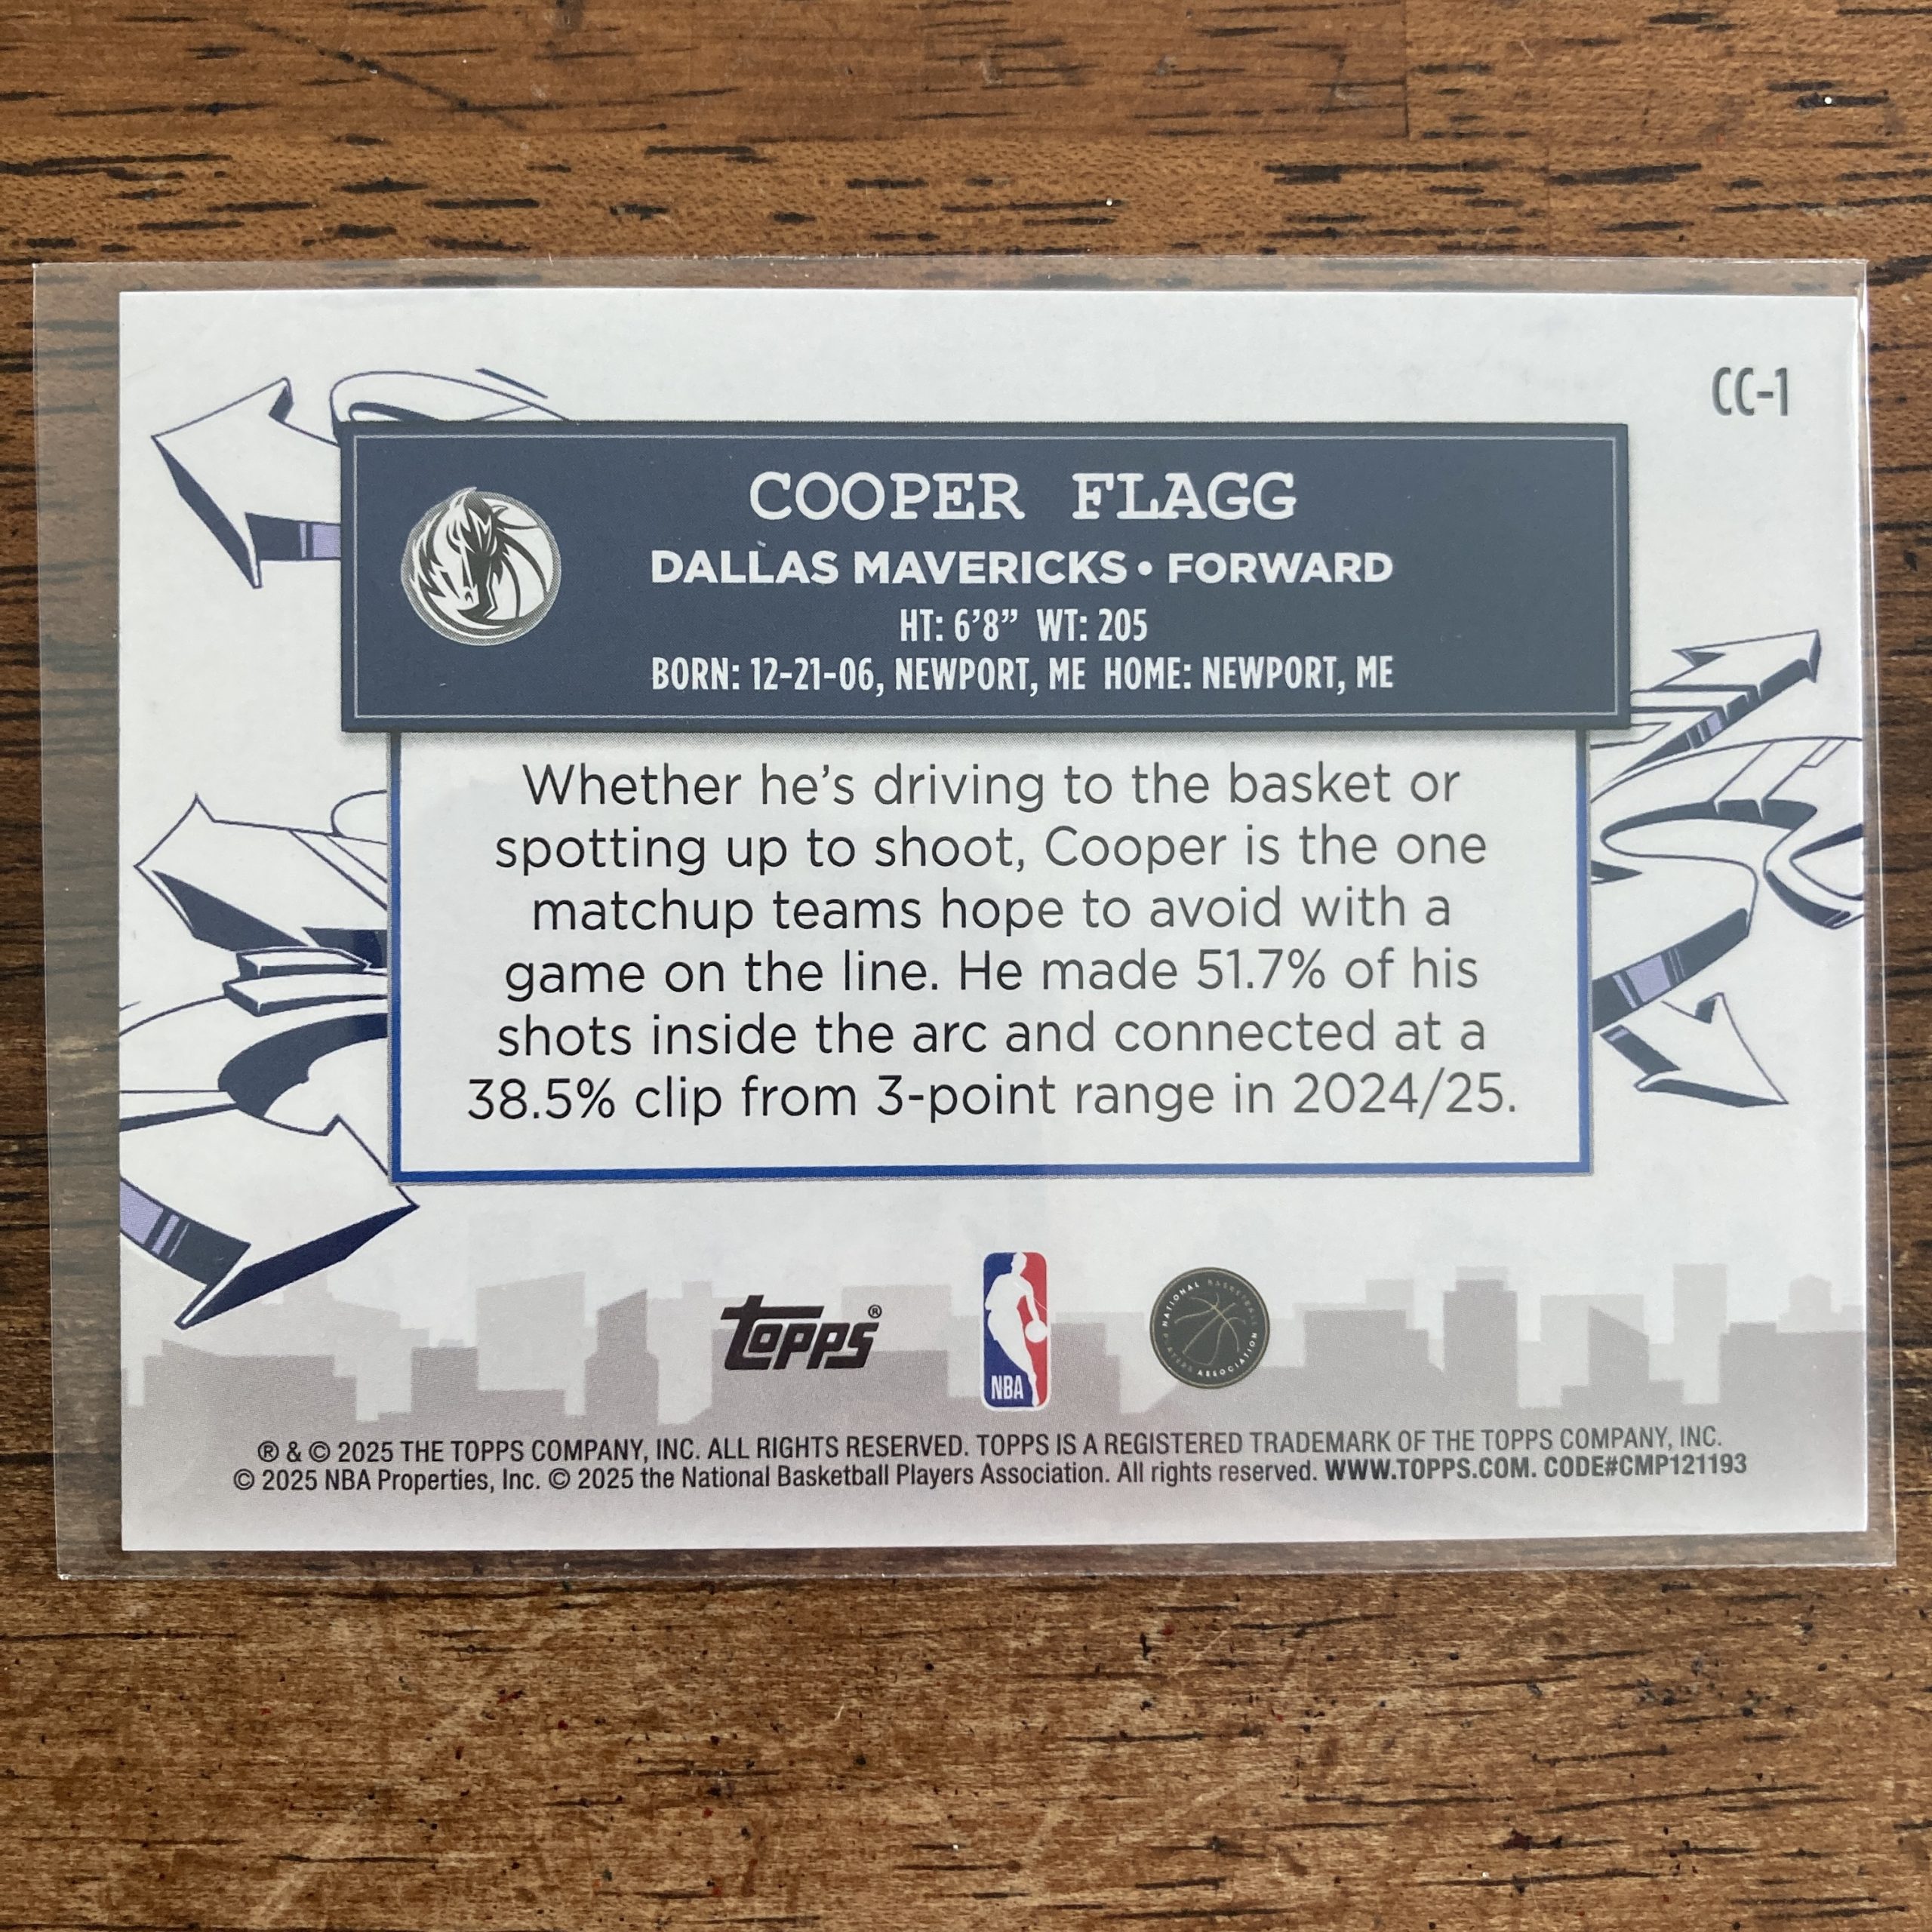 CC-1
COOPER FLAGG
DALLAS MAVERICKS • FORWARD
HT: 6’8” WT: 205
BORN: 12-21-06, NEWPORT, ME HOME: NEWPORT, ME
Whether he’s driving to the basket or
spotting up to shoot, Cooper is the one
matchup teams hope to avoid with a
game on the line. He made 51.7% of his
shots inside the arc and connected at a
38.5% clip from 3-point range in 2024/25.
topps®
NBA
NATIONAL BASKETBALL PLAYERS ASSOCIATION
® & © 2025 THE TOPPS COMPANY, INC. ALL RIGHTS RESERVED. TOPPS IS A REGISTERED TRADEMARK OF THE TOPPS COMPANY, INC.
© 2025 NBA Properties, Inc. © 2025 the National Basketball Players Association. All rights reserved. WWW.TOPPS.COM. CODE#CMP121193